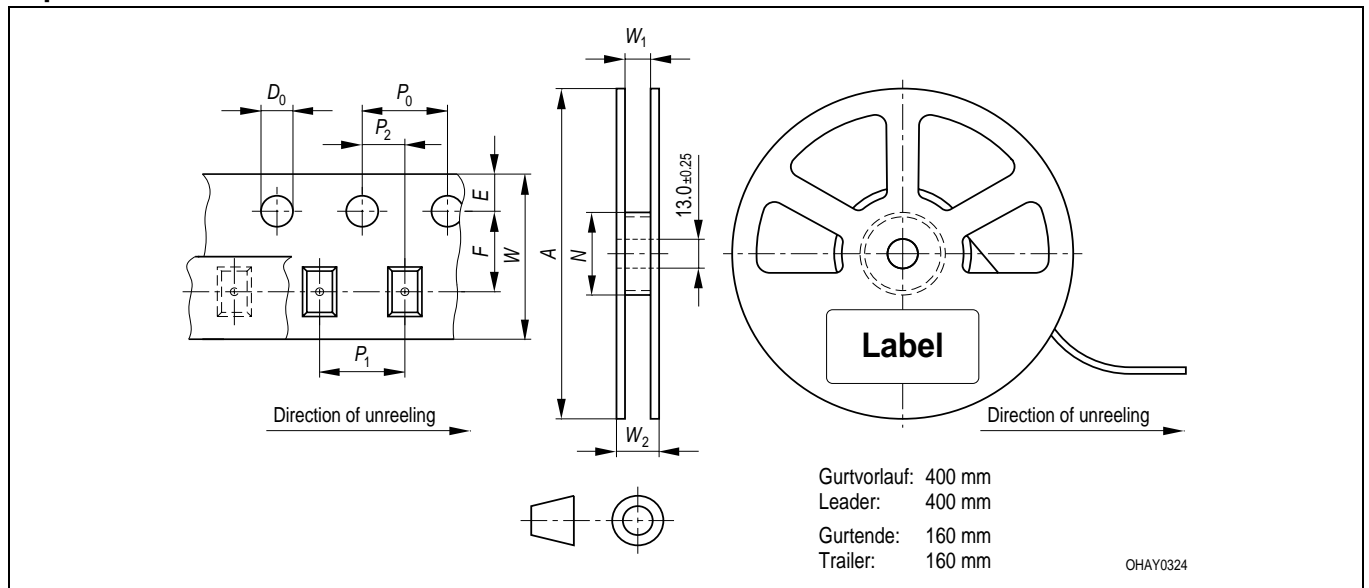 W1
D0
P0
P2
E
F
W
A
N
13.0±0.25
P1
Label
Direction of unreeling
W2
Direction of unreeling
Gurtvorlauf: 400 mm
Leader: 400 mm
Gurtende: 160 mm
Trailer: 160 mm
OHAY0324